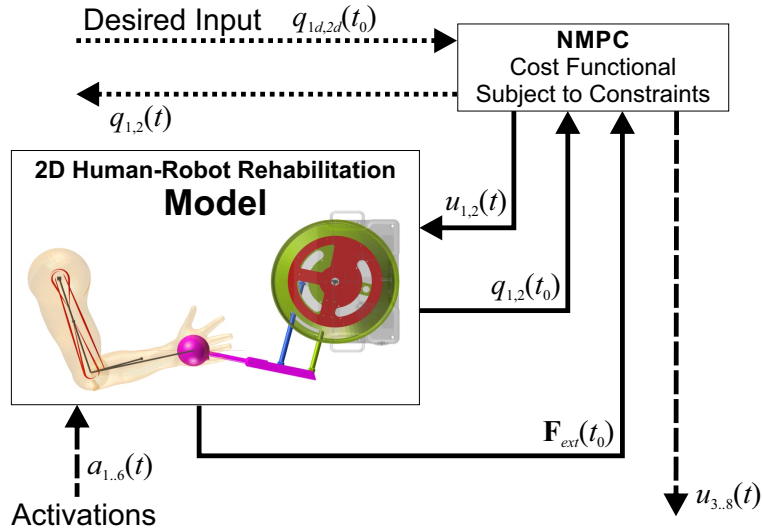 Desired Input q1d,2d(t0)
NMPC
Cost Functional
Subject to Constraints
q1,2(t)
2D Human-Robot Rehabilitation
Model
u1,2(t)
q1,2(t0)
Fext(t0)
a1..6(t)
u3..8(t)
Activations